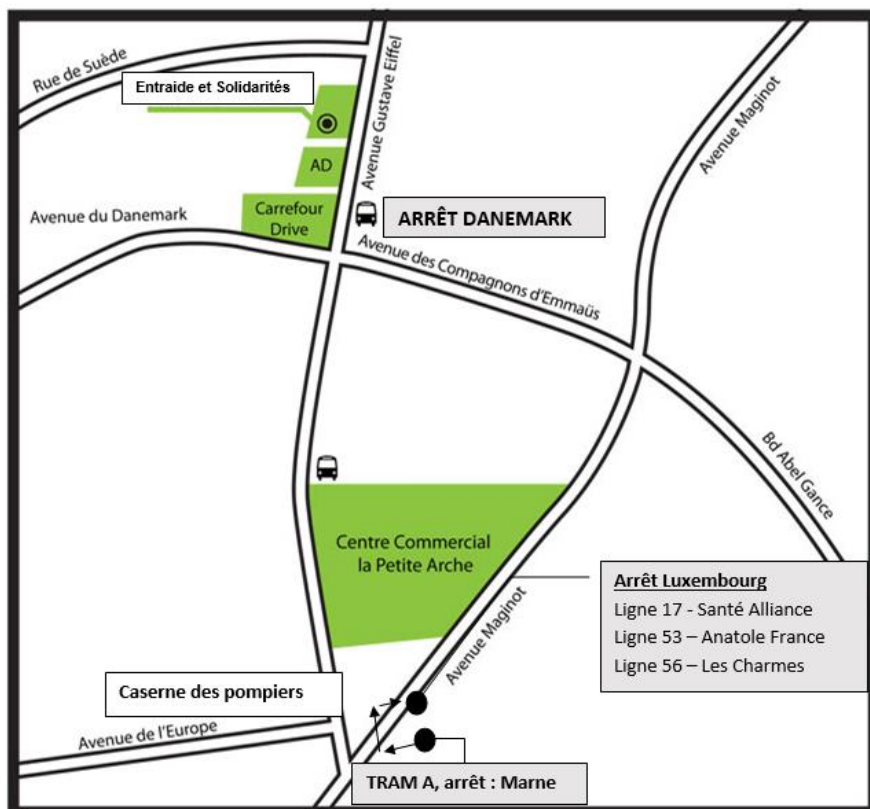 Rue de Suède
Entraide et Solidarités
AD
Carrefour
Drive
Avenue Gustave Eiffel
Avenue Maginot
Avenue du Danemark
ARRÊT DANEMARK
Avenue des Compagnons d'Emmaüs
Bd Abel Gance
Centre Commercial
la Petite Arche
Avenue Maginot
Arrêt Luxembourg
Ligne 17 - Santé Alliance
Ligne 53 – Anatole France
Ligne 56 – Les Charmes
Caserne des pompiers
Avenue de l'Europe
TRAM A, arrêt : Marne